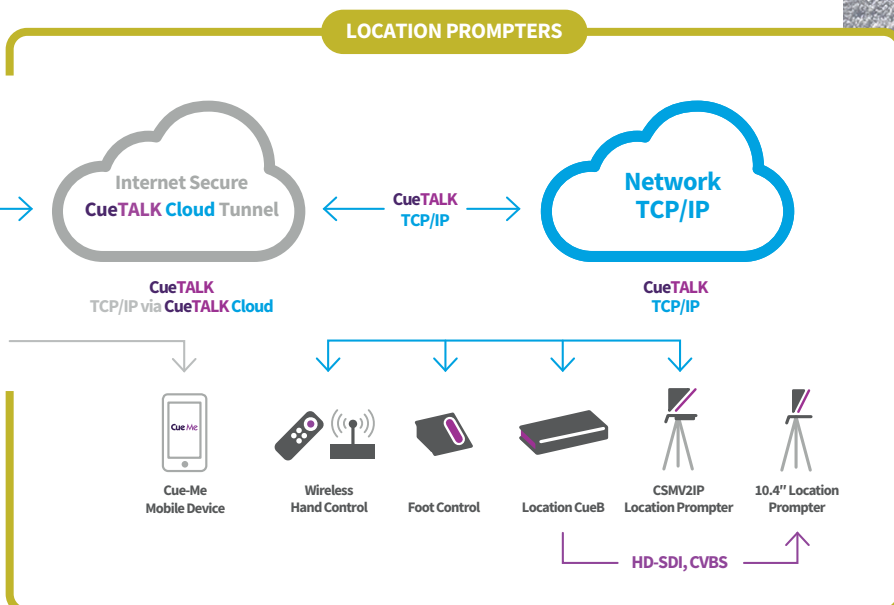 LOCATION PROMPTERS
Internet Secure
CueTALK Cloud Tunnel
CueTALK
TCP/IP
Network
TCP/IP
CueTALK
TCP/IP via CueTALK Cloud
CueTALK
TCP/IP
Cue Me
Cue-Me
Mobile Device
Wireless
Hand Control
Foot Control
Location CueB
CSMV2IP
Location Prompter
10.4" Location
Prompter
HD-SDI, CVBS